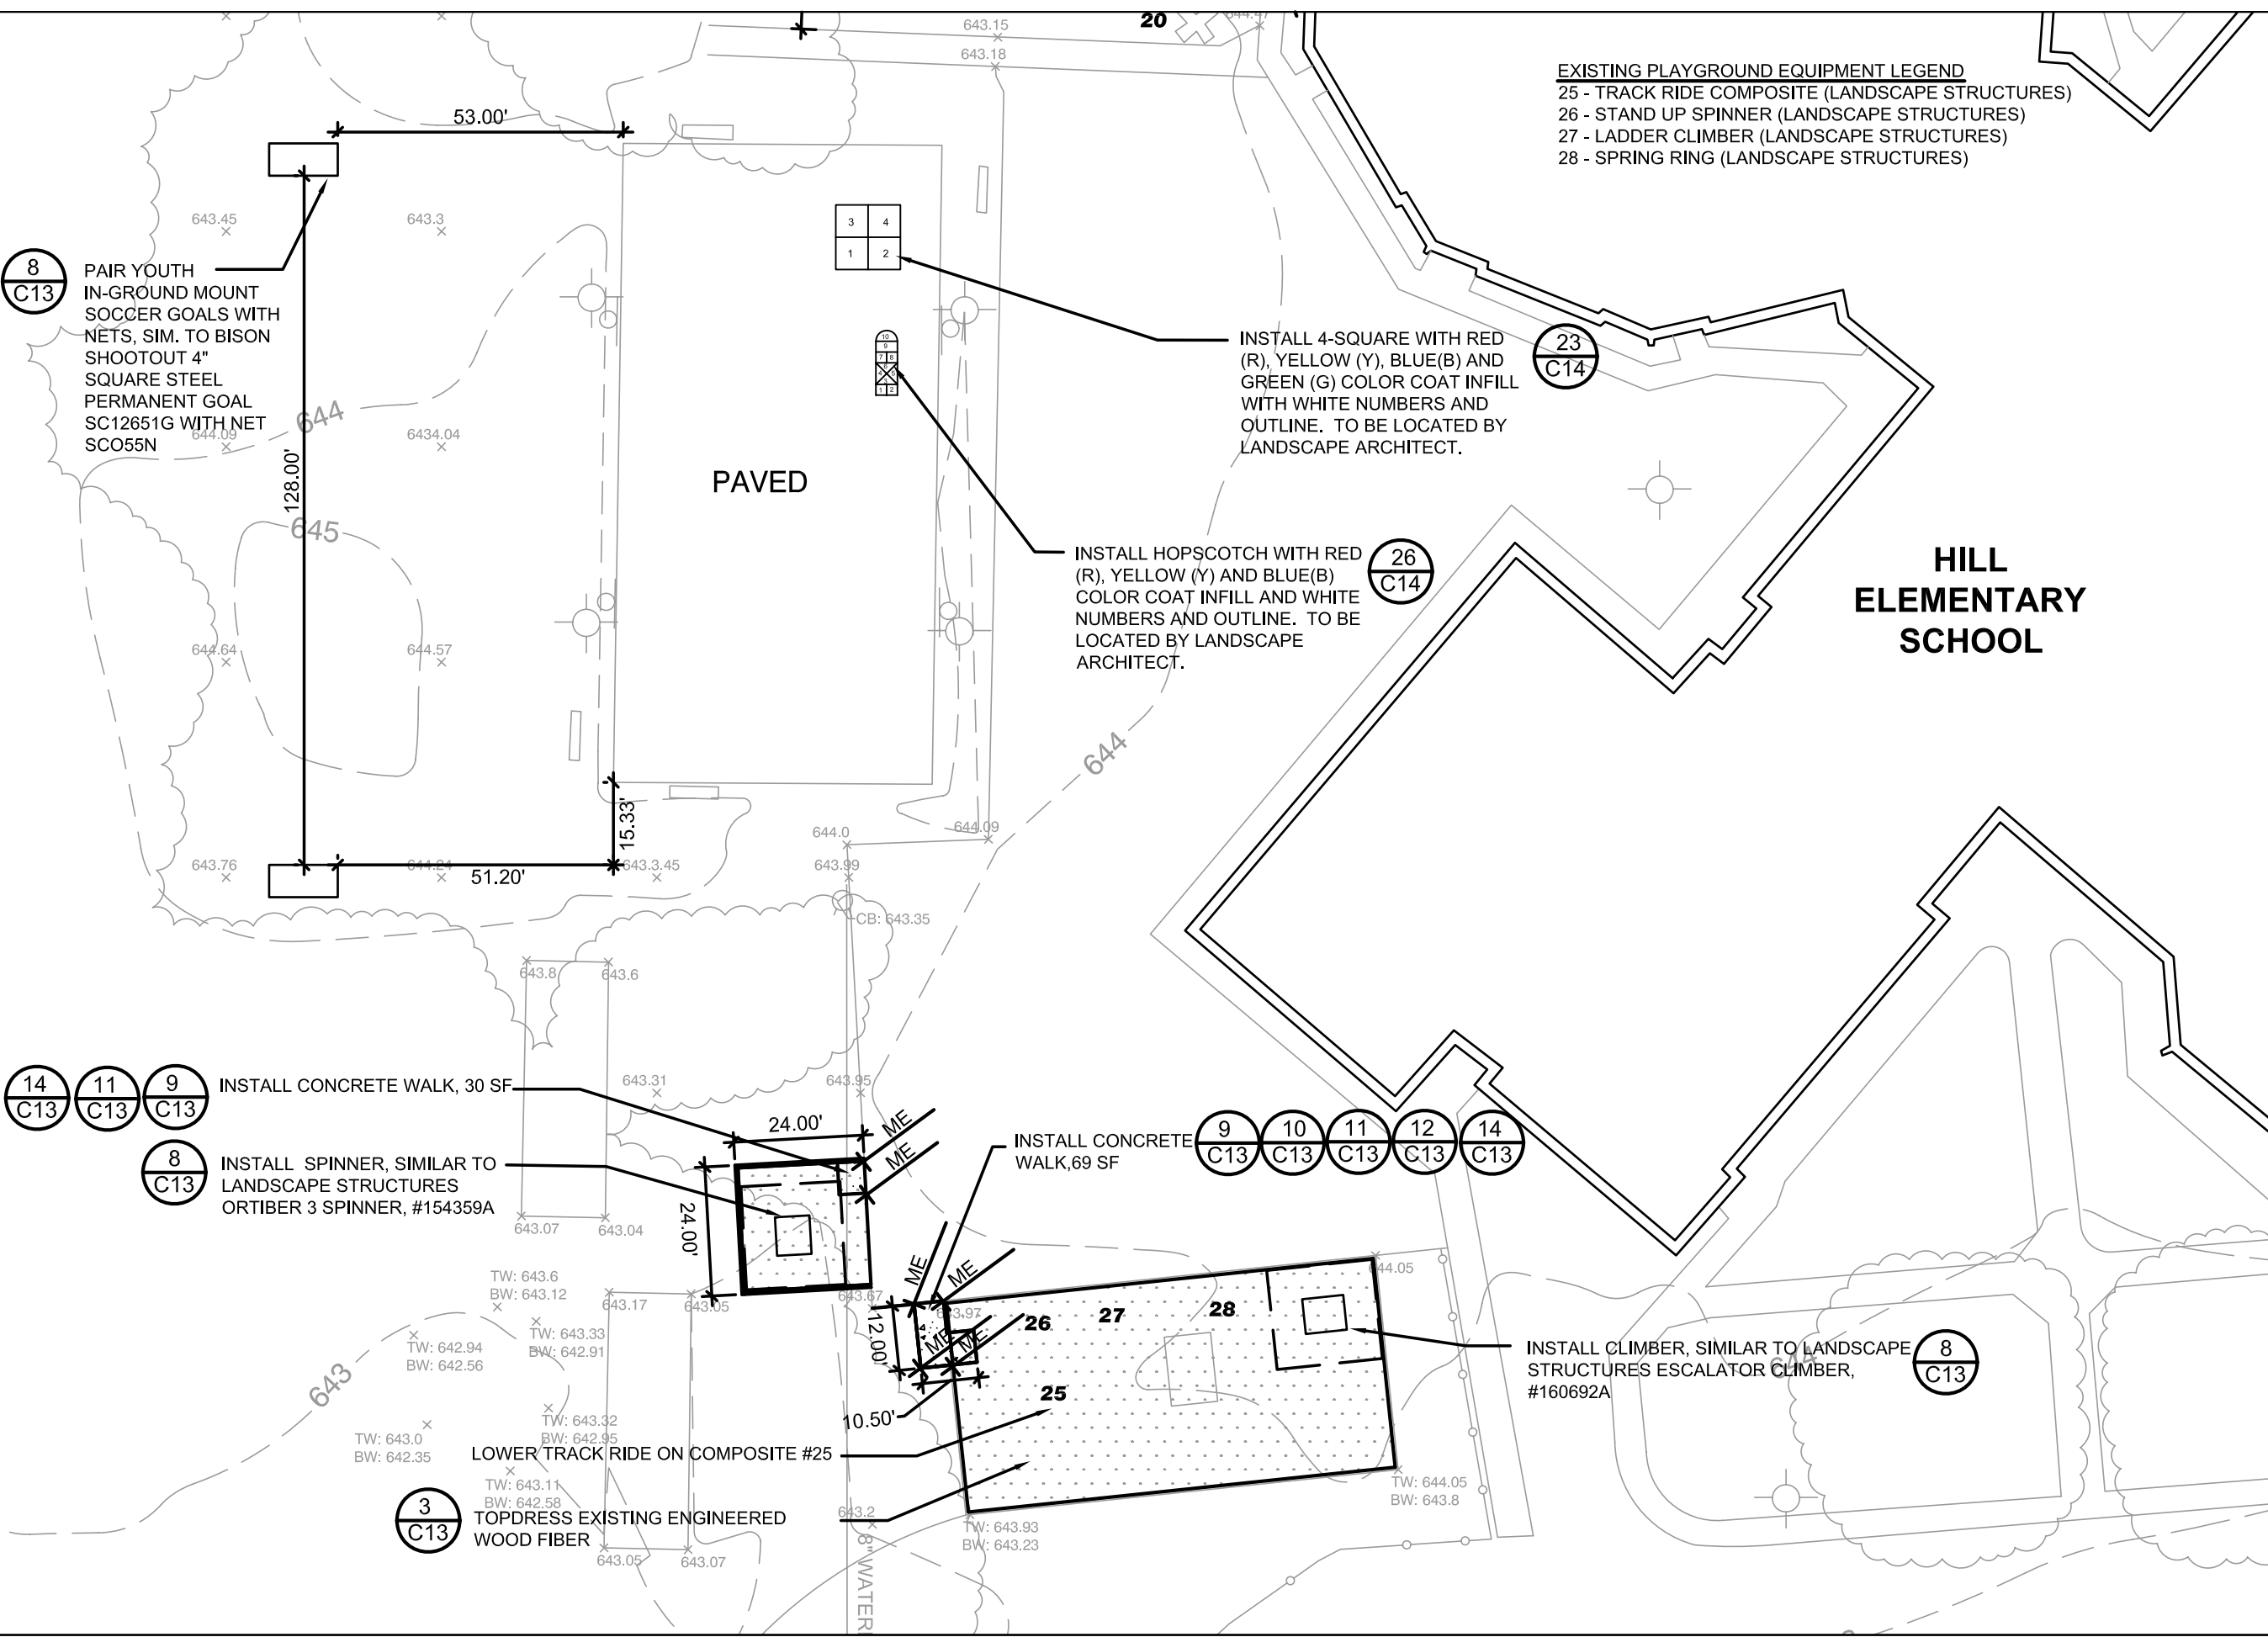 20
643.15
643.18
EXISTING PLAYGROUND EQUIPMENT LEGEND
25 - TRACK RIDE COMPOSITE (LANDSCAPE STRUCTURES)
26 - STAND UP SPINNER (LANDSCAPE STRUCTURES)
27 - LADDER CLIMBER (LANDSCAPE STRUCTURES)
28 - SPRING RING (LANDSCAPE STRUCTURES)
53.00'
643.45
643.3
3 4
1 2
8
C13
PAIR YOUTH
IN-GROUND MOUNT
SOCCER GOALS WITH
NETS, SIM. TO BISON
SHOOTOUT 4"
SQUARE STEEL
PERMANENT GOAL
SC12651G WITH NET
SCO55N
644.09
644
6434.04
128.00'
645
PAVED
10
9
7 8
4 5
1 2
INSTALL 4-SQUARE WITH RED
(R), YELLOW (Y), BLUE(B) AND
GREEN (G) COLOR COAT INFILL
WITH WHITE NUMBERS AND
OUTLINE. TO BE LOCATED BY
LANDSCAPE ARCHITECT.
23
C14
INSTALL HOPSCOTCH WITH RED
(R), YELLOW (Y) AND BLUE(B)
COLOR COAT INFILL AND WHITE
NUMBERS AND OUTLINE. TO BE
LOCATED BY LANDSCAPE
ARCHITECT.
26
C14
HILL
ELEMENTARY
SCHOOL
644.64
644.57
644
15.33'
644.0
644.09
643.76
644.24
51.20'
643.3.45
643.99
CB: 643.35
643.8
643.6
14
C13
11
C13
9
C13
INSTALL CONCRETE WALK, 30 SF
643.31
643.95
24.00'
ME
ME
8
C13
INSTALL SPINNER, SIMILAR TO
LANDSCAPE STRUCTURES
ORTIBER 3 SPINNER, #154359A
24.00'
INSTALL CONCRETE
WALK,69 SF
9
C13
10
C13
11
C13
12
C13
14
C13
643.07
643.04
TW: 643.6
BW: 643.12
643.17
643.05
643.67
ME
ME
643.97
644.05
12.00'
ME
ME
26
27
28
25
TW: 643.33
BW: 642.91
TW: 642.94
BW: 642.56
643
INSTALL CLIMBER, SIMILAR TO LANDSCAPE
STRUCTURES ESCALATOR CLIMBER,
#160692A
644
8
C13
10.50'
TW: 643.32
BW: 642.95
TW: 643.0
BW: 642.35
LOWER TRACK RIDE ON COMPOSITE #25
TW: 643.11
BW: 642.58
TW: 644.05
BW: 643.8
3
C13
TOPDRESS EXISTING ENGINEERED
WOOD FIBER
643.2
TW: 643.93
BW: 643.23
643.05
643.07
8" WATER